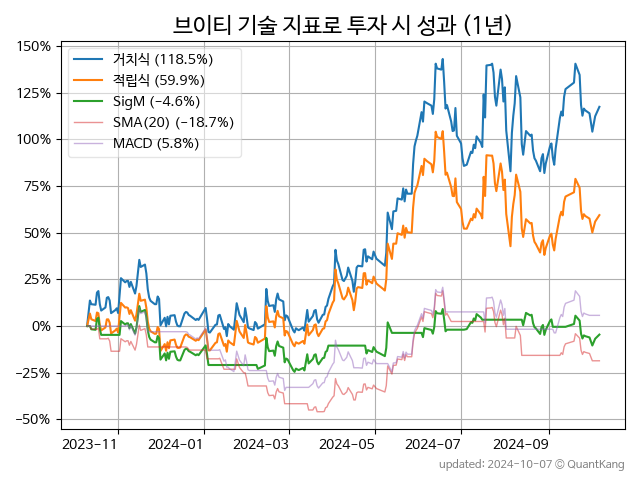 브이티 기술 지표로 투자 시 성과 (1년)
150%
125%
100%
75%
50%
25%
0%
−25%
−50%
거치식 (118.5%)
적립식 (59.9%)
SigM (−4.6%)
SMA(20) (−18.7%)
MACD (5.8%)
2023−11
2024−01
2024−03
2024−05
2024−07
2024−09
updated: 2024-10-07 © QuantKang